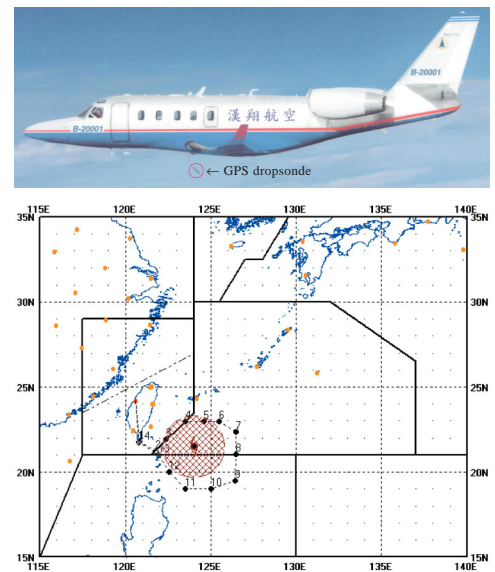 B-20001
漢翔航空
B-20001
← GPS dropsonde
115E 120E 125E 130E 135E 140E
35N 35N
30N 30N
25N 25N
4 5 6
7
14
8
20N 20N
12
9
11 10
15N 15N
115E 120E 125E 130E 135E 140E